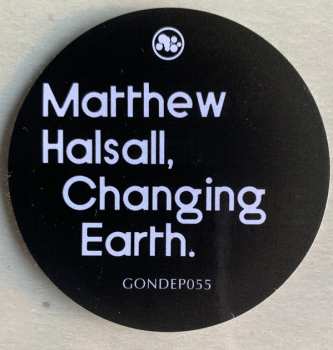 Matthew
Halsall,
Changing
Earth.
GONDEP055